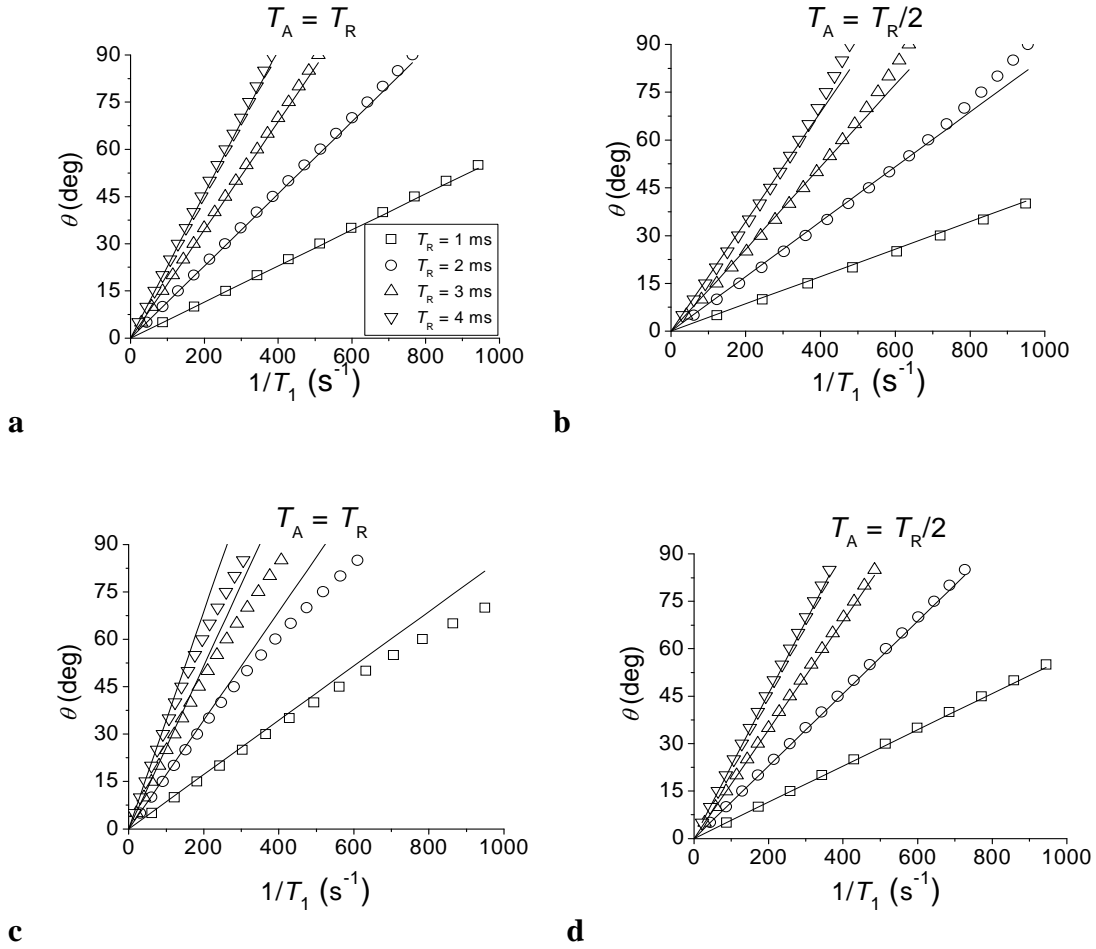 T_A = T_R
90
75
60
45
30
15
0
θ (deg)
T_R = 1 ms
T_R = 2 ms
T_R = 3 ms
T_R = 4 ms
0 200 400 600 800 1000
1/T_1 (s^-1)
a
T_A = T_R/2
90
75
60
45
30
15
0
θ (deg)
0 200 400 600 800 1000
1/T_1 (s^-1)
b
T_A = T_R
90
75
60
45
30
15
0
θ (deg)
0 200 400 600 800 1000
1/T_1 (s^-1)
c
T_A = T_R/2
90
75
60
45
30
15
0
θ (deg)
0 200 400 600 800 1000
1/T_1 (s^-1)
d